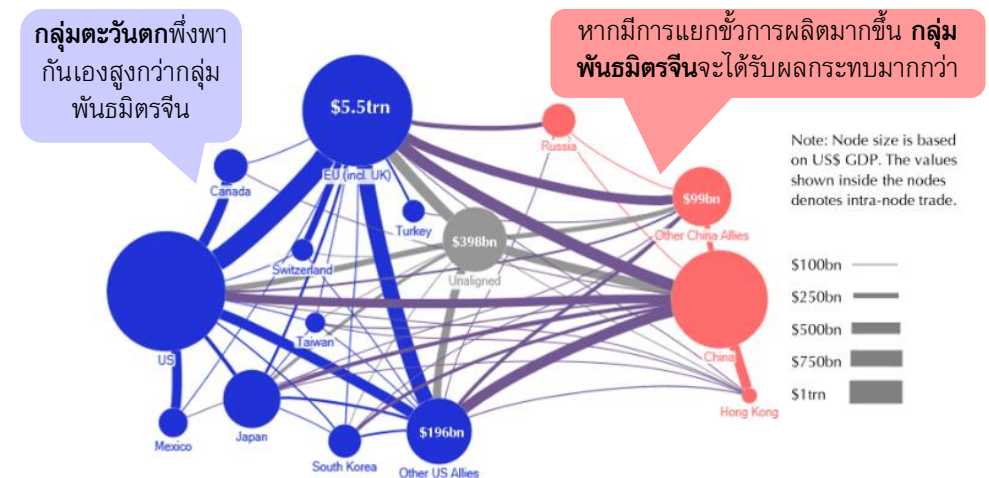 กลุ่มตะวันตกพึ่งพา
กันเองสูงกว่ากลุ่ม
พันธมิตรจีน
หากมีการแยกขั้วการผลิตมากขึ้น กลุ่ม
พันธมิตรจีนจะได้รับผลกระทบมากกว่า
$5.5trn
EU (incl. UK)
Canada
Russia
$99bn
Other China Allies
Turkey
$398bn
Unaligned
Switzerland
Taiwan
US
China
Hong Kong
Mexico
Japan
South Korea
$196bn
Other US Allies
Note: Node size is based
on US$ GDP. The values
shown inside the nodes
denotes intra-node trade.
$100bn
$250bn
$500bn
$750bn
$1trn